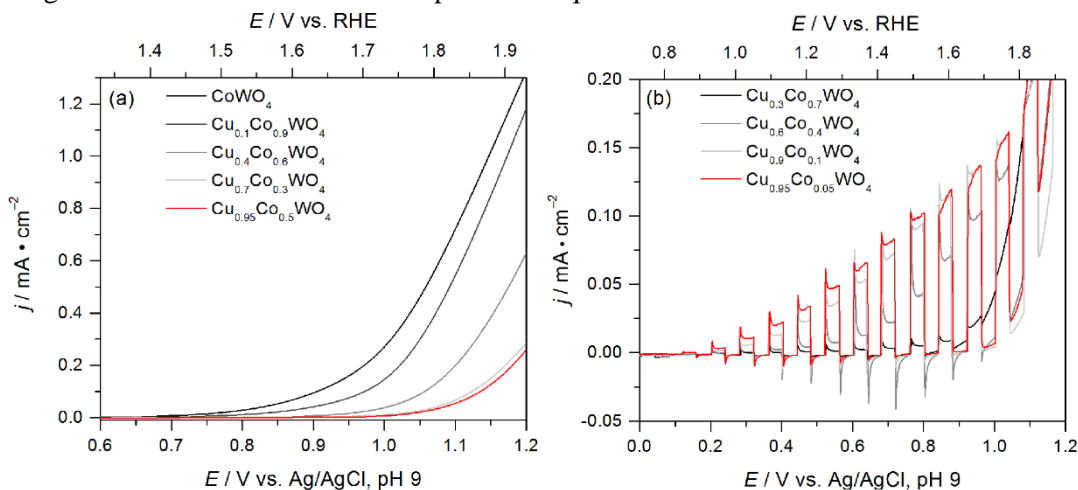 E / V vs. RHE
1.4 1.5 1.6 1.7 1.8 1.9
(a)
CoWO₄
Cu₀.₁Co₀.₉WO₄
Cu₀.₄Co₀.₆WO₄
Cu₀.₇Co₀.₃WO₄
Cu₀.₉₅Co₀.₅WO₄
j / mA • cm⁻²
1.2
1.0
0.8
0.6
0.4
0.2
0.0
0.6 0.7 0.8 0.9 1.0 1.1 1.2
E / V vs. Ag/AgCl, pH 9
E / V vs. RHE
0.8 1.0 1.2 1.4 1.6 1.8
(b)
Cu₀.₃Co₀.₇WO₄
Cu₀.₆Co₀.₄WO₄
Cu₀.₉Co₀.₁WO₄
Cu₀.₉₅Co₀.₀₅WO₄
j / mA • cm⁻²
0.20
0.15
0.10
0.05
0.00
-0.05
0.0 0.2 0.4 0.6 0.8 1.0 1.2
E / V vs. Ag/AgCl, pH 9